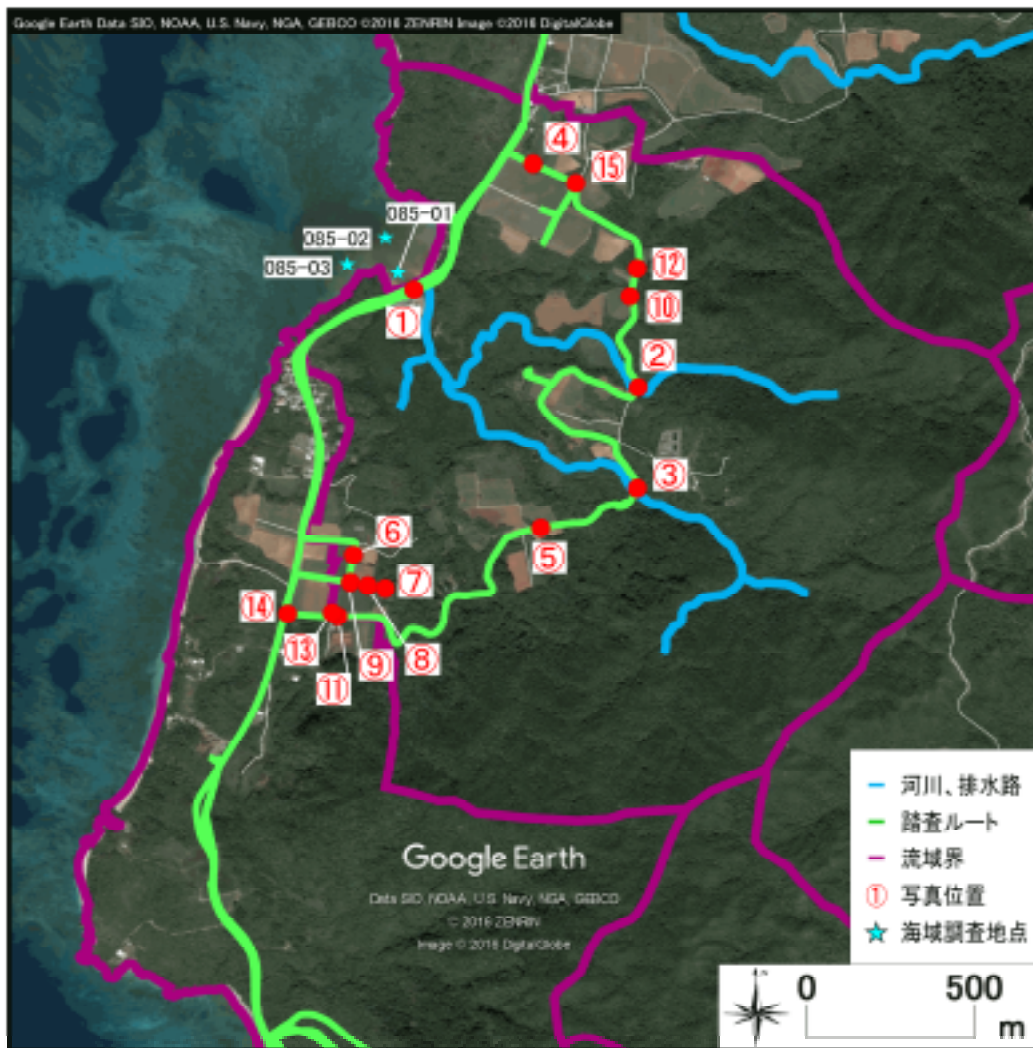 Google Earth Data SIO, NOAA, U.S. Navy, NGA, GEBCO ©2016 ZENRIN Image ©2016 DigitalGlobe
④
⑮
085-01
085-02
085-03
⑫
①
⑩
②
③
⑥
⑤
⑦
⑭
⑬
⑨
⑧
⑪
河川、排水路
踏査ルート
流域界
① 写真位置
海域調査地点
Google Earth
Data SIO, NOAA, U.S. Navy, NGA, GEBCO
© 2016 ZENRIN
Image © 2016 DigitalGlobe
0 500
m